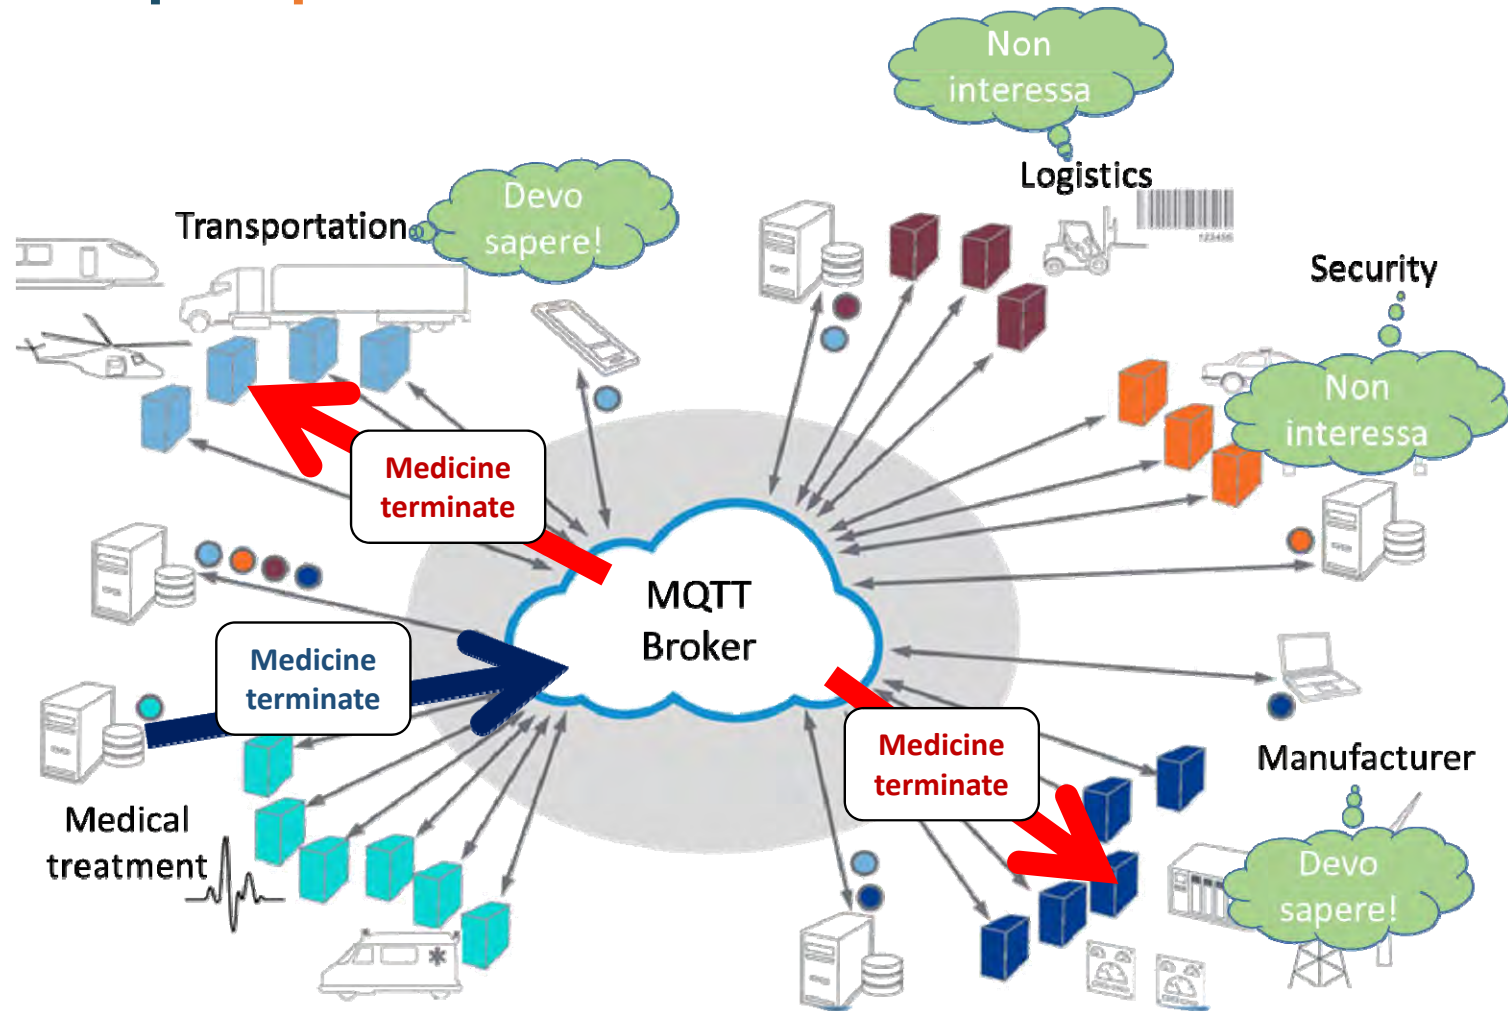 Non
interessa
Logistics
Devo
sapere!
Transportation
123456
Security
Non
interessa
Medicine
terminate
MQTT
Broker
Medicine
terminate
Medicine
terminate
Manufacturer
Medical
treatment
Devo
sapere!